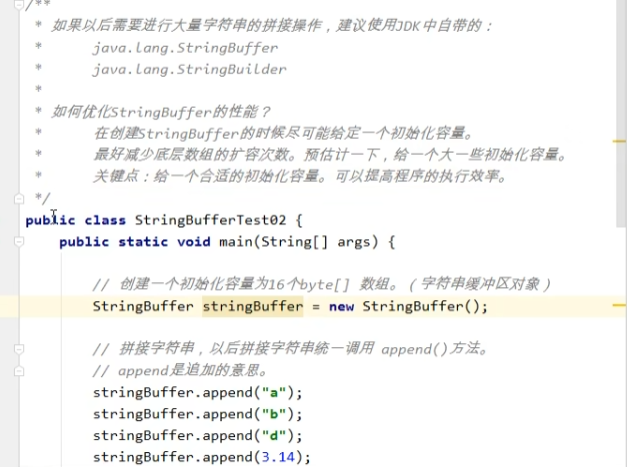 /**
 * 如果以后需要进行大量字符串的拼接操作，建议使用JDK中自带的：
 *     java.lang.StringBuffer
 *     java.lang.StringBuilder
 *
 * 如何优化StringBuffer的性能？
 *     在创建StringBuffer的时候尽可能给定一个初始化容量。
 *     最好减少底层数组的扩容次数。预估计一下，给一个大一些初始化容量。
 *     关键点：给一个合适的初始化容量。可以提高程序的执行效率。
 */
public class StringBufferTest02 {
    public static void main(String[] args) {
        // 创建一个初始化容量为16个byte[] 数组。（字符串缓冲区对象）
        StringBuffer stringBuffer = new StringBuffer();
        // 拼接字符串，以后拼接字符串统一调用 append()方法。
        // append是追加的意思。
        stringBuffer.append("a");
        stringBuffer.append("b");
        stringBuffer.append("d");
        stringBuffer.append(3.14);